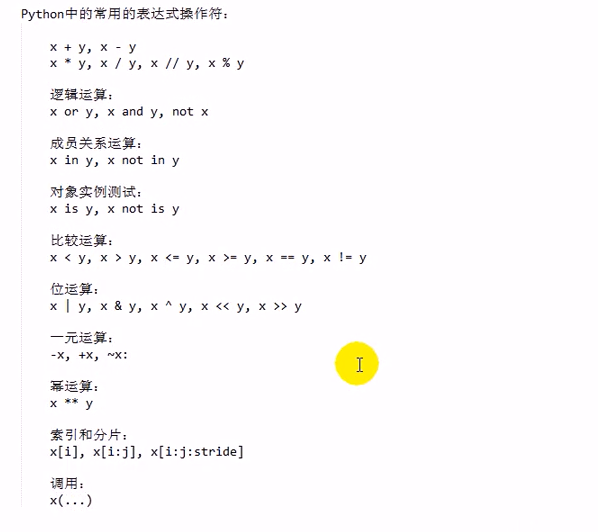 Python中的常用的表达式操作符：
x + y, x - y
x * y, x / y, x // y, x % y
逻辑运算：
x or y, x and y, not x
成员关系运算：
x in y, x not in y
对象实例测试：
x is y, x not is y
比较运算：
x < y, x > y, x <= y, x >= y, x == y, x != y
位运算：
x | y, x & y, x ^ y, x << y, x >> y
一元运算：
-x, +x, ~x:
幂运算：
x ** y
索引和分片：
x[i], x[i:j], x[i:j:stride]
调用：
x(...)